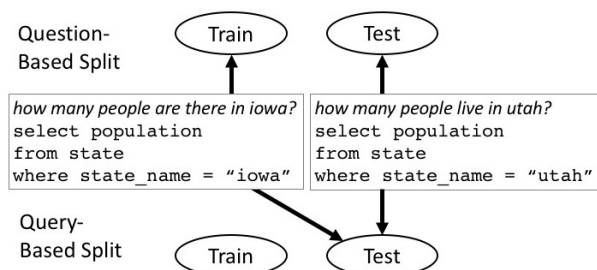 Question-
Based Split
Train
Test
how many people are there in iowa?
select population
from state
where state_name = “iowa”
how many people live in utah?
select population
from state
where state_name = “utah”
Query-
Based Split
Train
Test